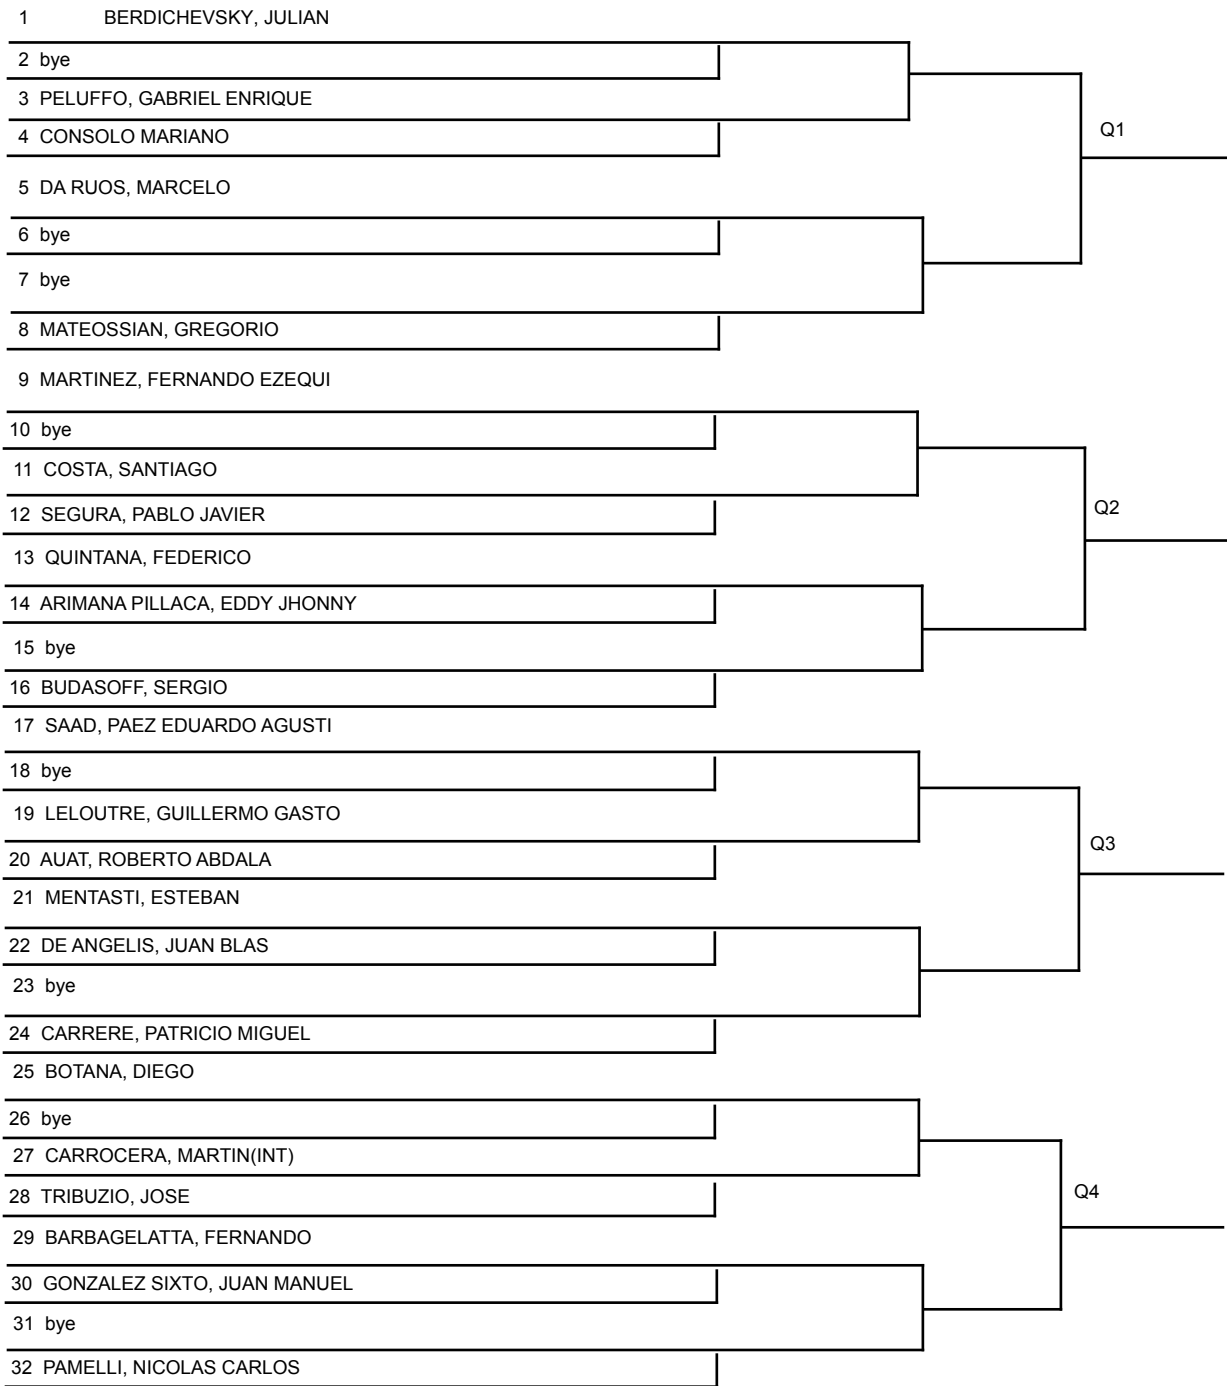 1 BERDICHEVSKY, JULIAN
2 bye
3 PELUFFO, GABRIEL ENRIQUE
4 CONSOLO MARIANO
Q1
5 DA RUOS, MARCELO
6 bye
7 bye
8 MATEOSSIAN, GREGORIO
9 MARTINEZ, FERNANDO EZEQUI
10 bye
11 COSTA, SANTIAGO
12 SEGURA, PABLO JAVIER
Q2
13 QUINTANA, FEDERICO
14 ARIMANA PILLACA, EDDY JHONNY
15 bye
16 BUDASOFF, SERGIO
17 SAAD, PAEZ EDUARDO AGUSTI
18 bye
19 LELOUTRE, GUILLERMO GASTO
20 AUAT, ROBERTO ABDALA
Q3
21 MENTASTI, ESTEBAN
22 DE ANGELIS, JUAN BLAS
23 bye
24 CARRERE, PATRICIO MIGUEL
25 BOTANA, DIEGO
26 bye
27 CARROCERA, MARTIN(INT)
28 TRIBUZIO, JOSE
Q4
29 BARBAGELATTA, FERNANDO
30 GONZALEZ SIXTO, JUAN MANUEL
31 bye
32 PAMELLI, NICOLAS CARLOS